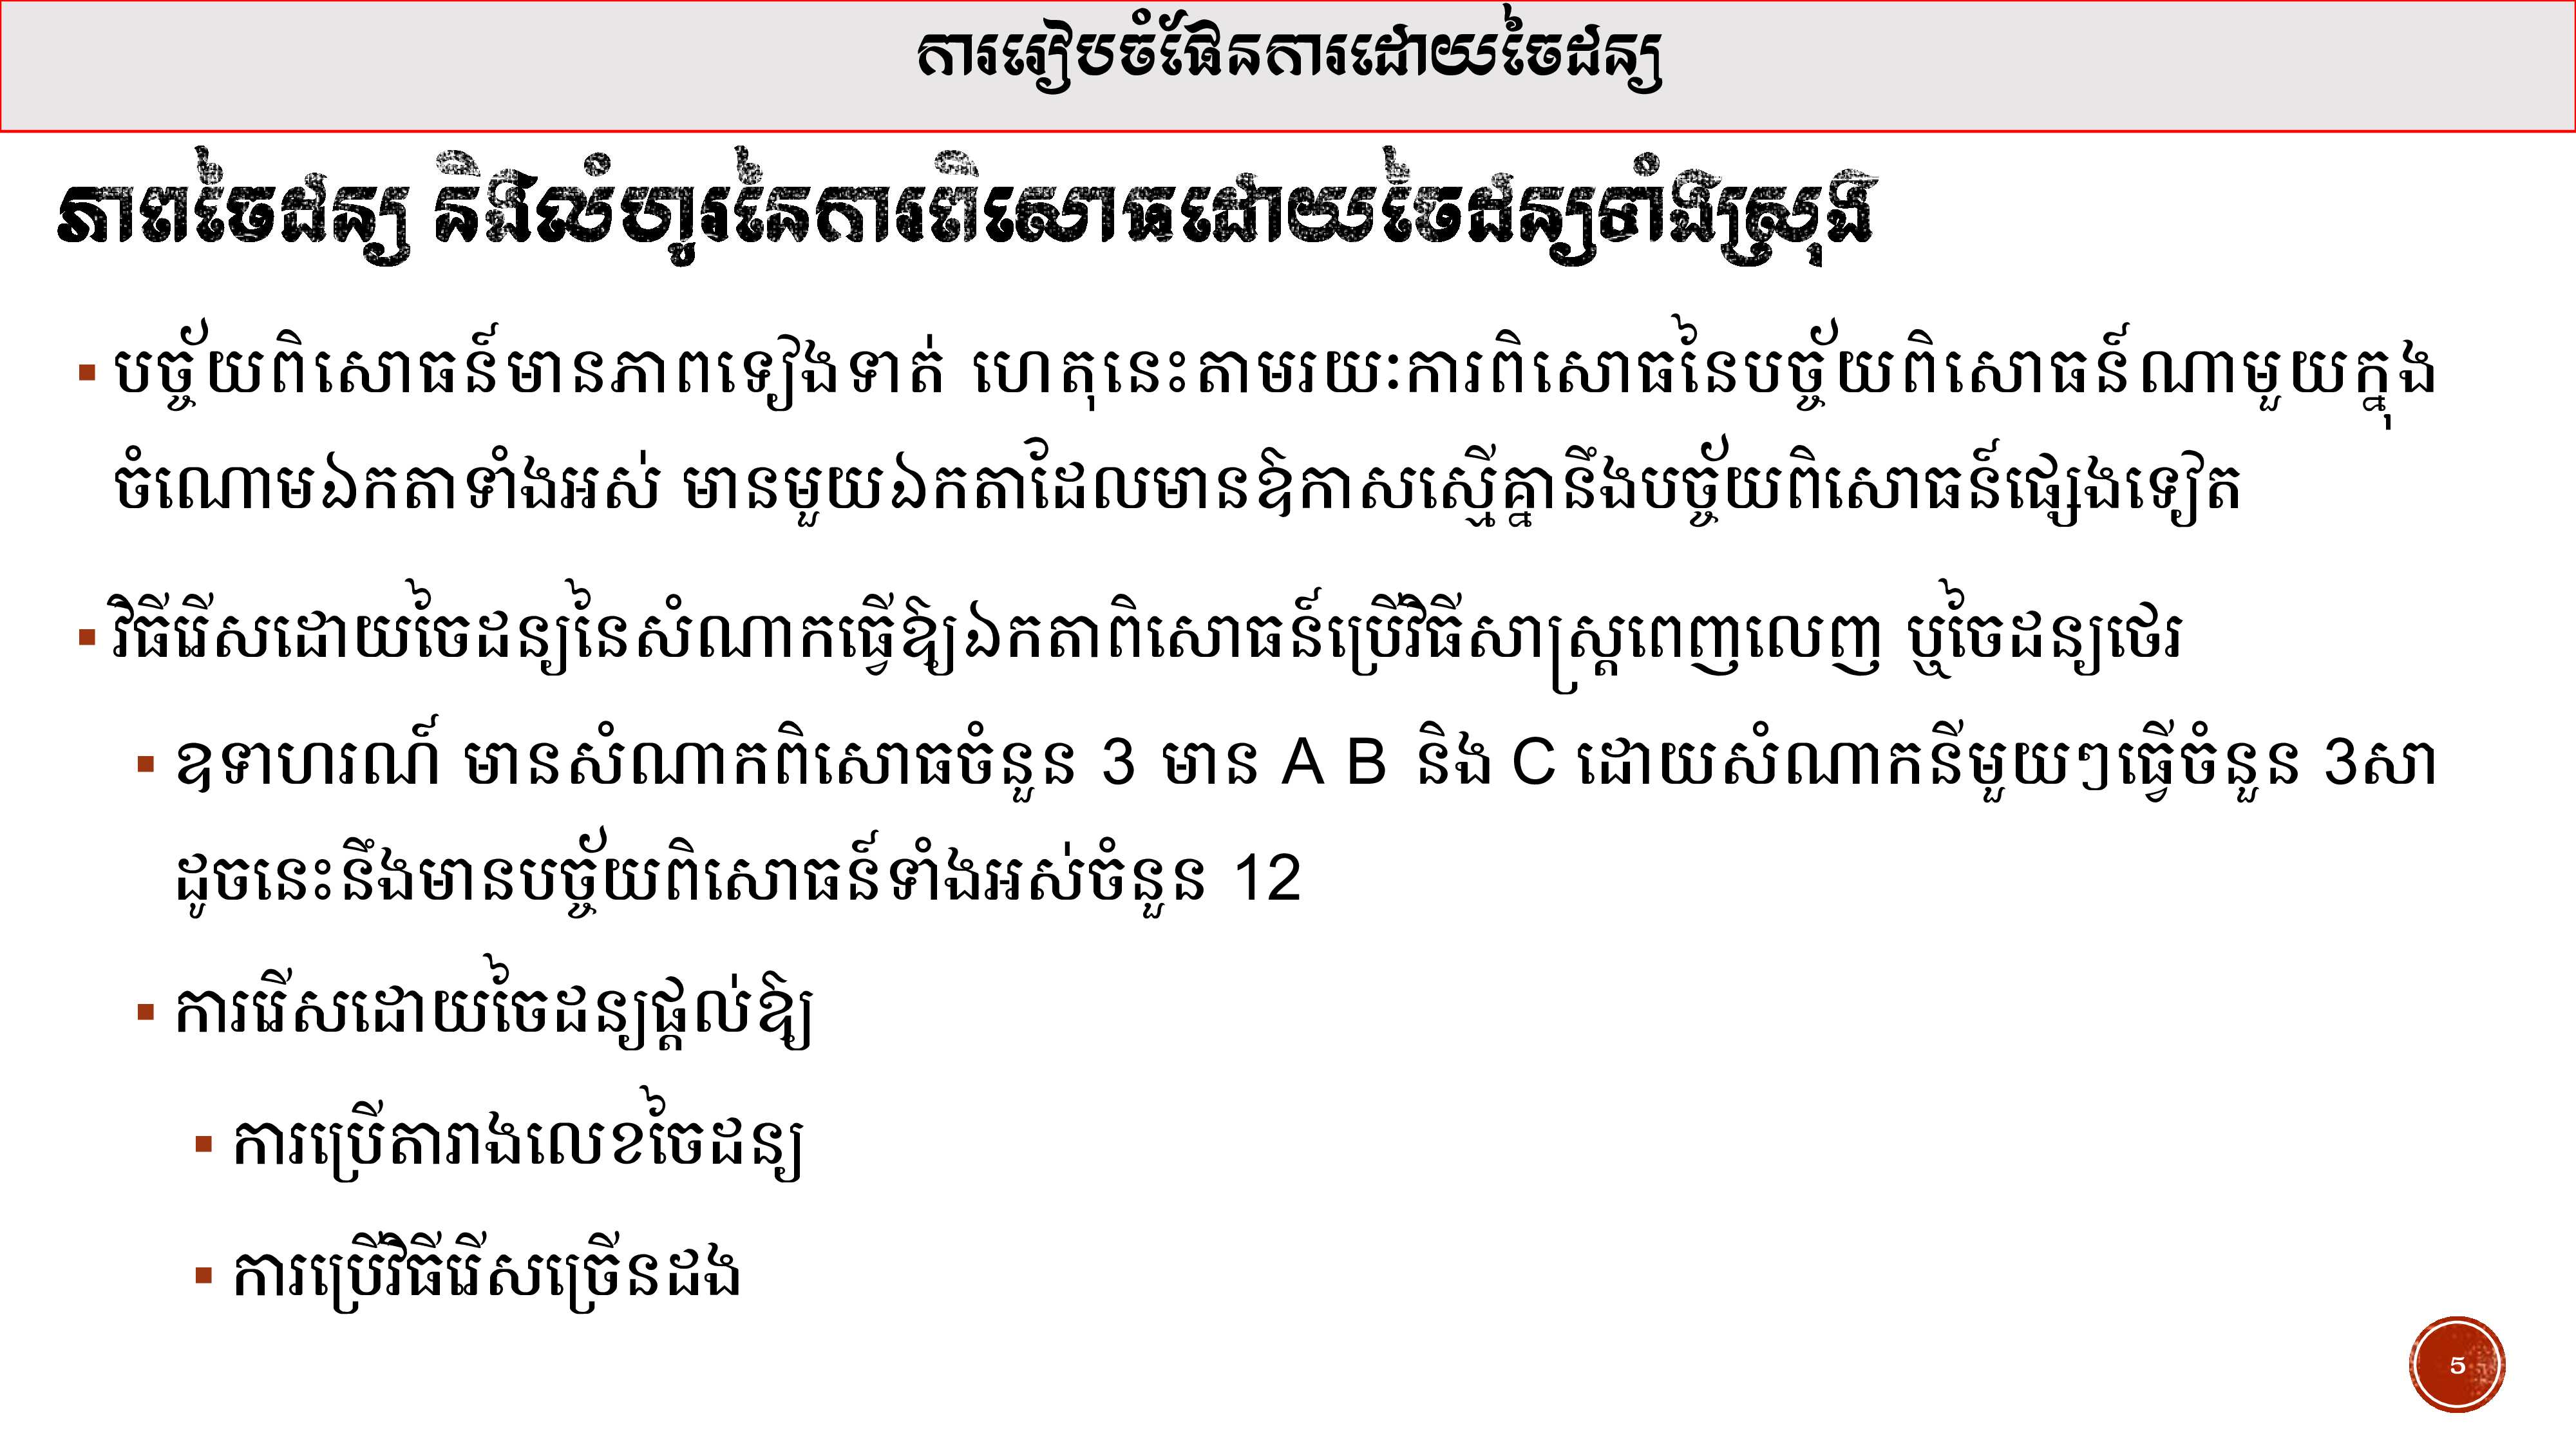 ការរៀបចំផែនការដោយចៃដន្យ
ភាពចៃដន្យ និងលំហូរនៃការពិសោធដោយចៃដន្យទាំងស្រុង
▪ បច្ច័យពិសោធន៍មានភាពទៀងទាត់ ហេតុនេះតាមរយៈការពិសោធនៃបច្ច័យពិសោធន៍ណាមួយក្នុង
ចំណោមឯកតាទាំងអស់ មានមួយឯកតាដែលមានឱកាសស្មើគ្នានឹងបច្ច័យពិសោធន៍ផ្សេងទៀត
▪ វិធីរើសដោយចៃដន្យនៃសំណាកធ្វើឱ្យឯកតាពិសោធន៍ប្រើវិធីសាស្ត្រពេញលេញ ឬចៃដន្យថេរ
▪ ឧទាហរណ៍ មានសំណាកពិសោធចំនួន 3 មាន A B និង C ដោយសំណាកនីមួយៗធ្វើចំនួន 3សា
ដូចនេះនឹងមានបច្ច័យពិសោធន៍ទាំងអស់ចំនួន 12
▪ ការរើសដោយចៃដន្យផ្តល់ឱ្យ
▪ ការប្រើតារាងលេខចៃដន្យ
▪ ការប្រើវិធីរើសច្រើនដង
5